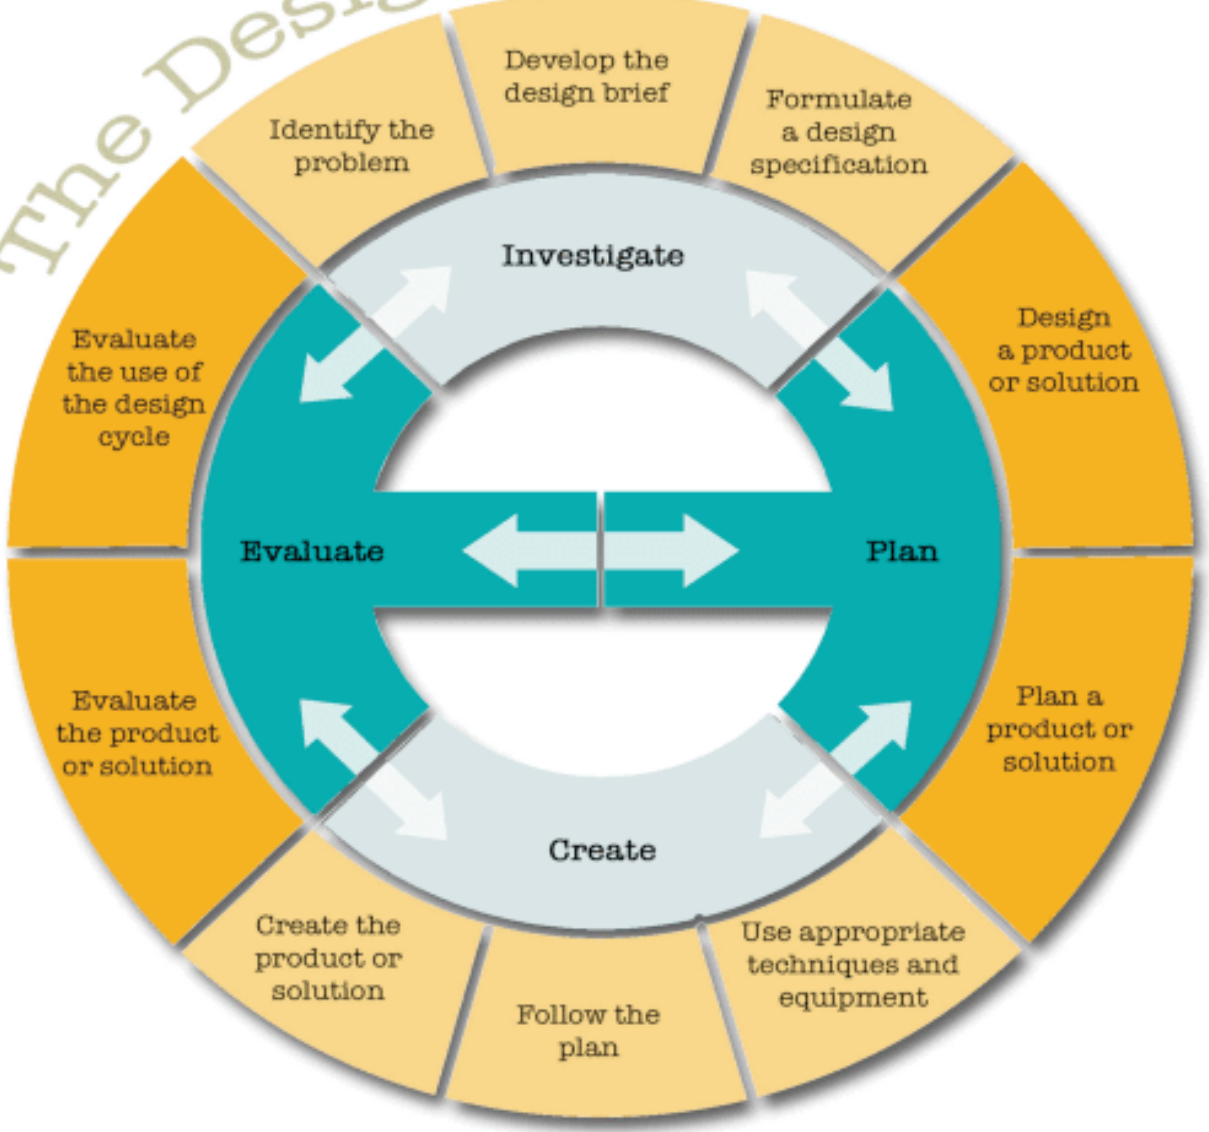 The
Develop the
design brief
Formulate
a design
specification
Identify the
problem
Investigate
Design
a product
or solution
Evaluate
the use of
the design
cycle
Evaluate
Plan
Evaluate
the product
or solution
Plan a
product or
solution
Create
Create the
product or
solution
Follow the
plan
Use appropriate
techniques and
equipment